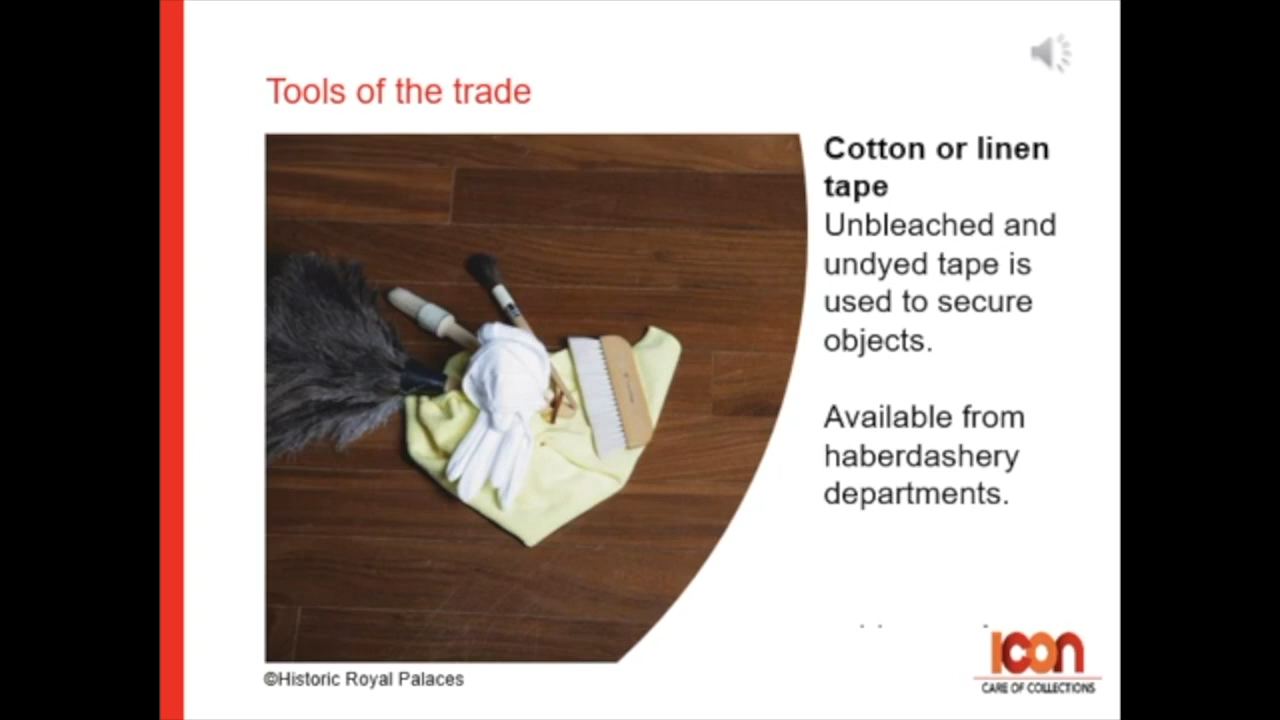 Tools of the trade
Cotton or linen
tape
Unbleached and
undyed tape is
used to secure
objects.
Available from
haberdashery
departments.
©Historic Royal Palaces
icon
CARE OF COLLECTIONS